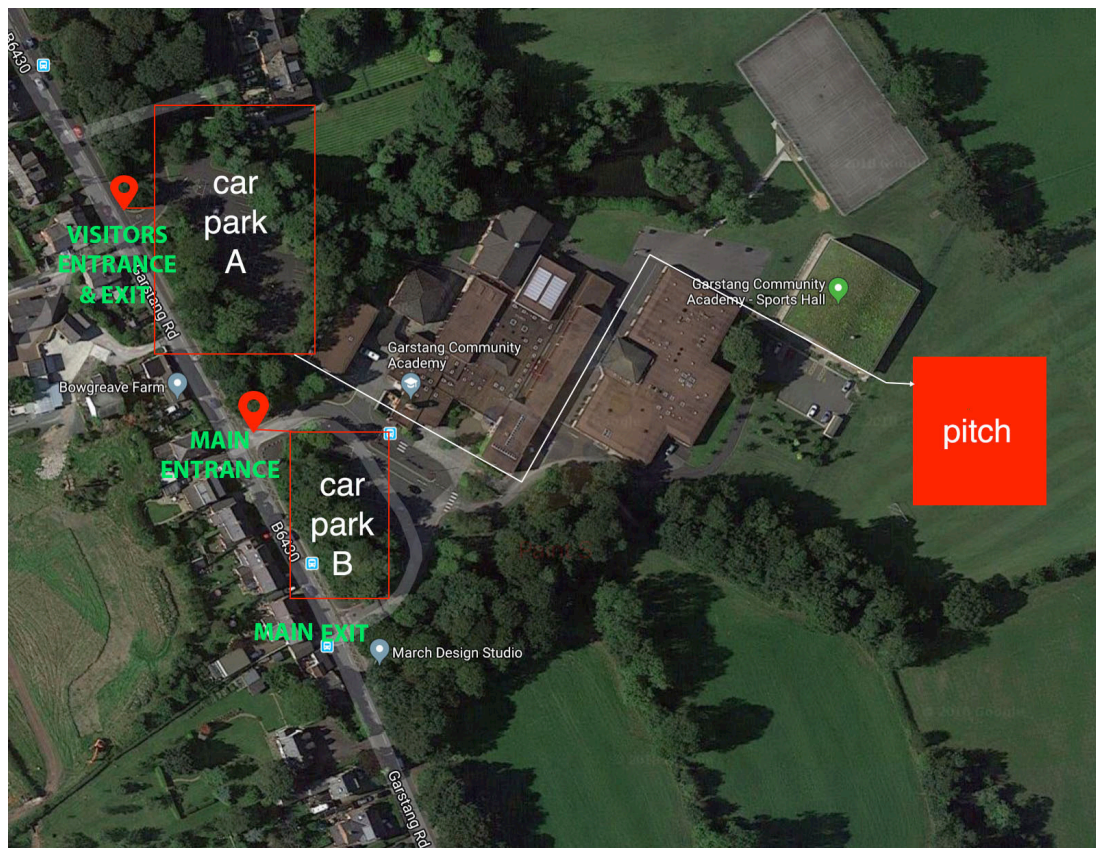 B6430
car
park
A
VISITORS
ENTRANCE
& EXIT
Garstang Rd
Garstang Community
Academy - Sports Hall
Garstang Community
Academy
Bowgreave Farm
pitch
MAIN
ENTRANCE
car
park
B
B6430
MAIN EXIT
March Design Studio
Garstang Rd